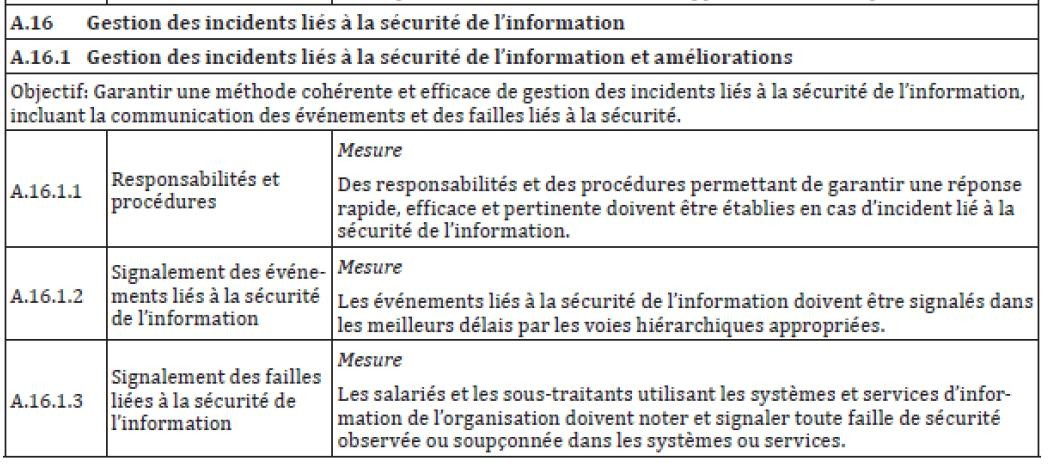 A.16 Gestion des incidents liés à la sécurité de l'information
A.16.1 Gestion des incidents liés à la sécurité de l'information et améliorations
Objectif: Garantir une méthode cohérente et efficace de gestion des incidents liés à la sécurité de l'information,
incluant la communication des événements et des failles liés à la sécurité.
A.16.1.1
Responsabilités et
procédures
Mesure
Des responsabilités et des procédures permettant de garantir une réponse
rapide, efficace et pertinente doivent être établies en cas d'incident lié à la
sécurité de l'information.
A.16.1.2
Signalement des événe-
ments liés à la sécurité
de l'information
Mesure
Les événements liés à la sécurité de l'information doivent être signalés dans
les meilleurs délais par les voies hiérarchiques appropriées.
A.16.1.3
Signalement des failles
liées à la sécurité de
l'information
Mesure
Les salariés et les sous-traitants utilisant les systèmes et services d'infor-
mation de l'organisation doivent noter et signaler toute faille de sécurité
observée ou soupçonnée dans les systèmes ou services.